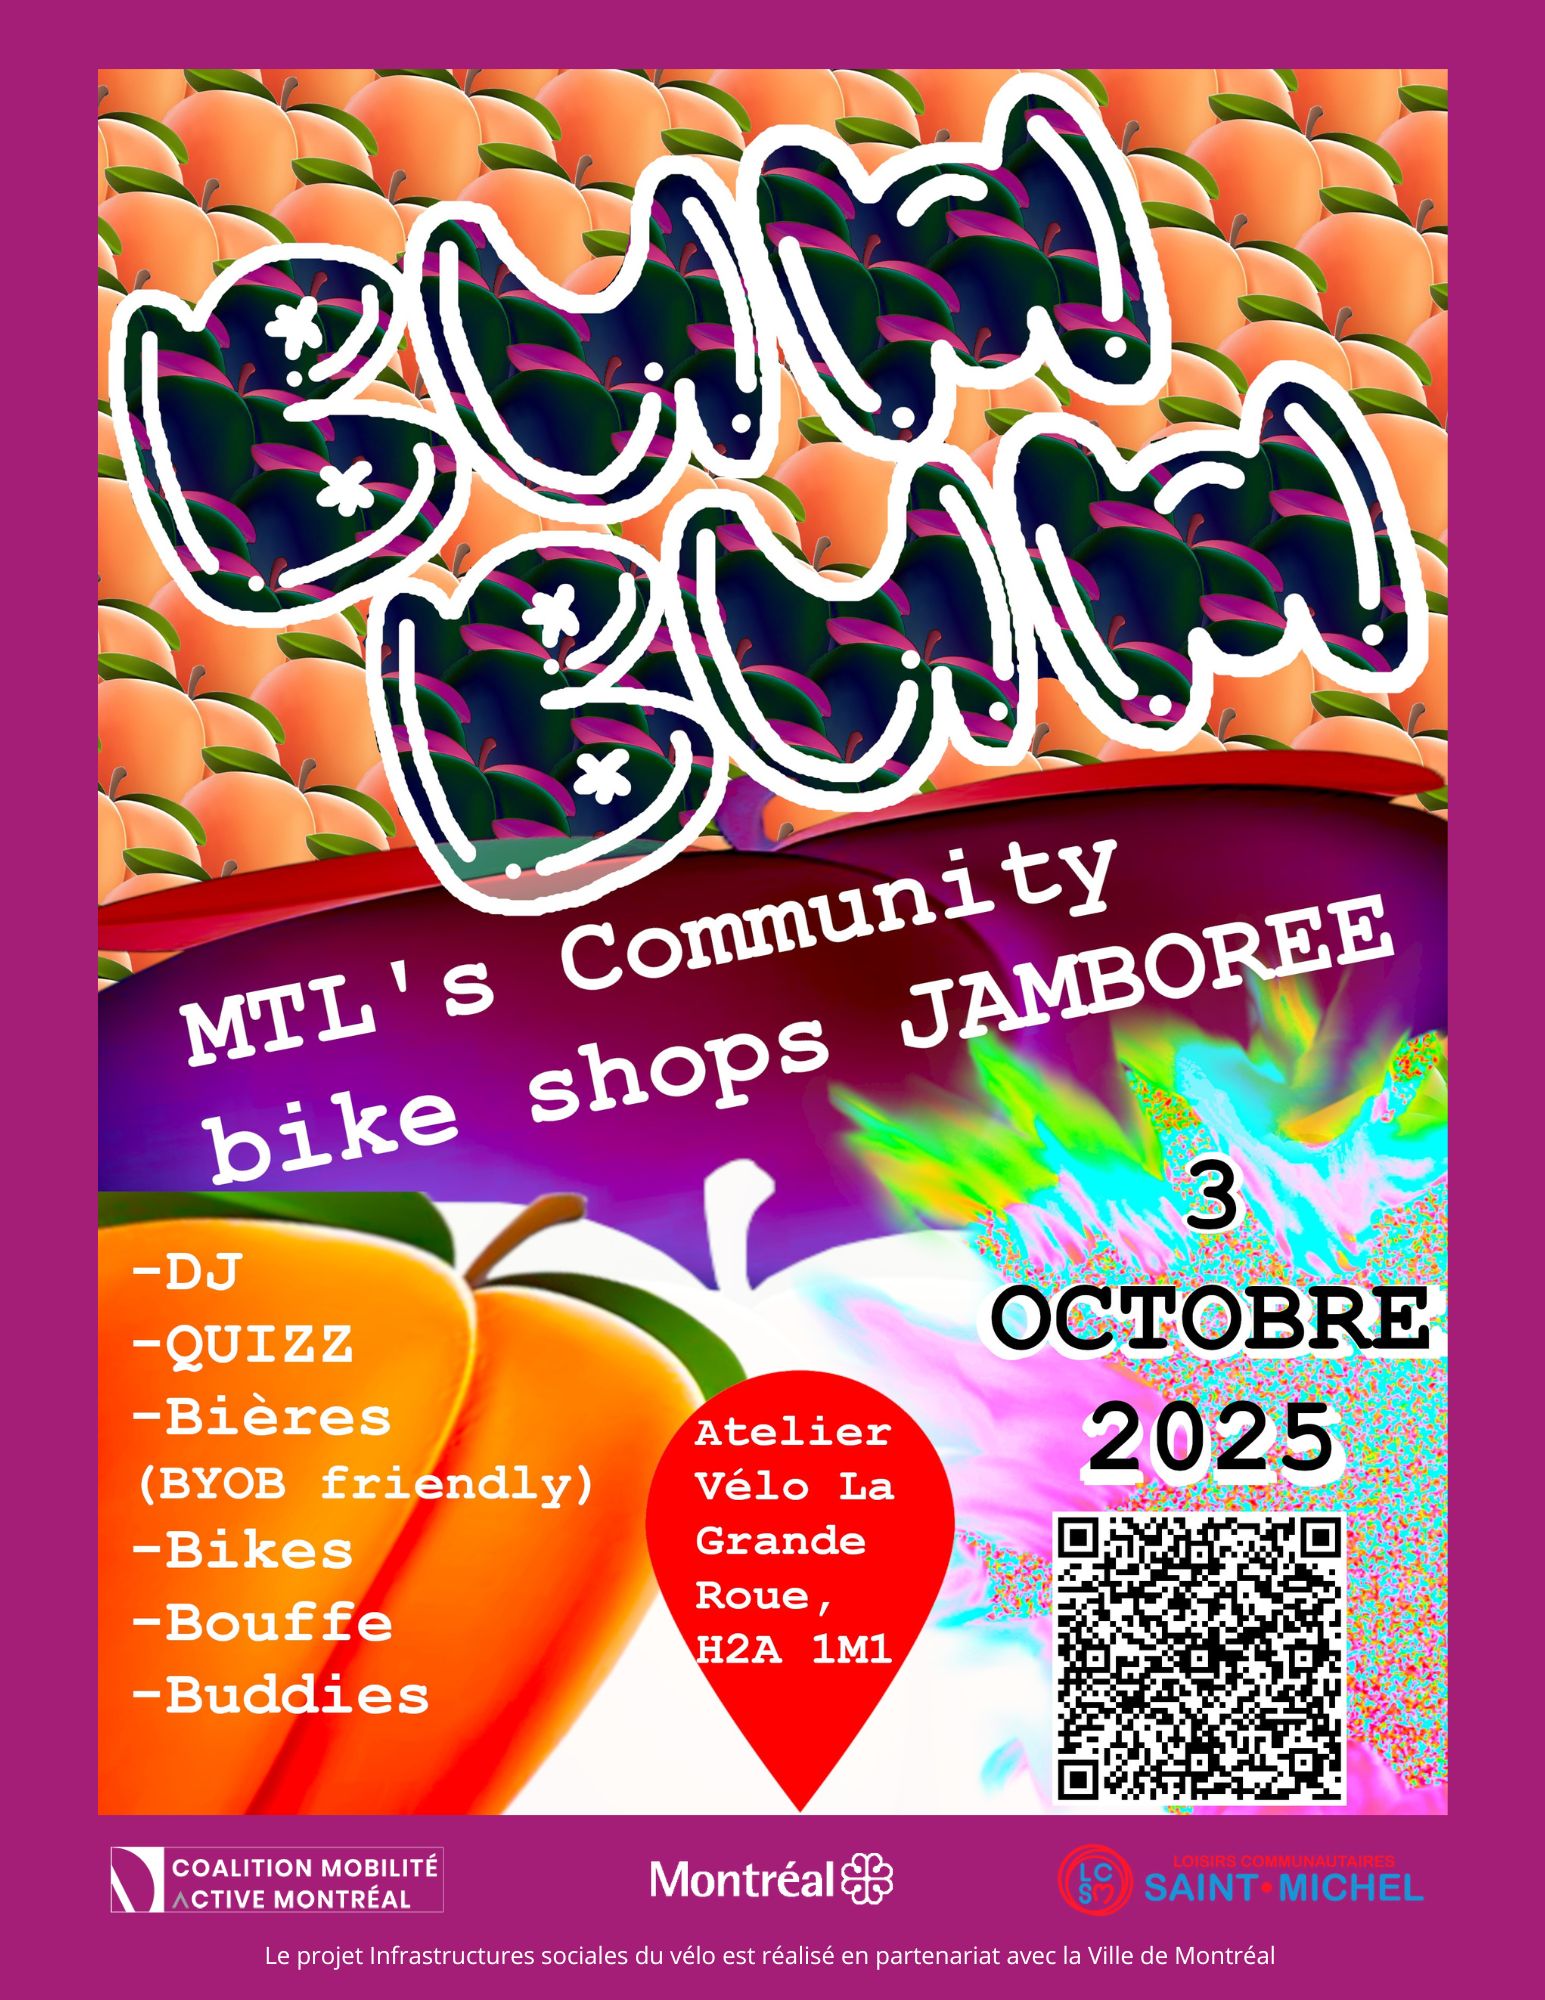 BUM
BUM
MTL's Community
bike shops JAMBOREE
-DJ
-QUIZZ
-Bières
(BYOB friendly)
-Bikes
-Bouffe
-Buddies
Atelier
Vélo La
Grande
Roue,
H2A 1M1
3
OCTOBRE
2025
COALITION MOBILITÉ
ACTIVE MONTRÉAL
Montréal
LCSM
LOISIRS COMMUNAUTAIRES
SAINT•MICHEL
Le projet Infrastructures sociales du vélo est réalisé en partenariat avec la Ville de Montréal